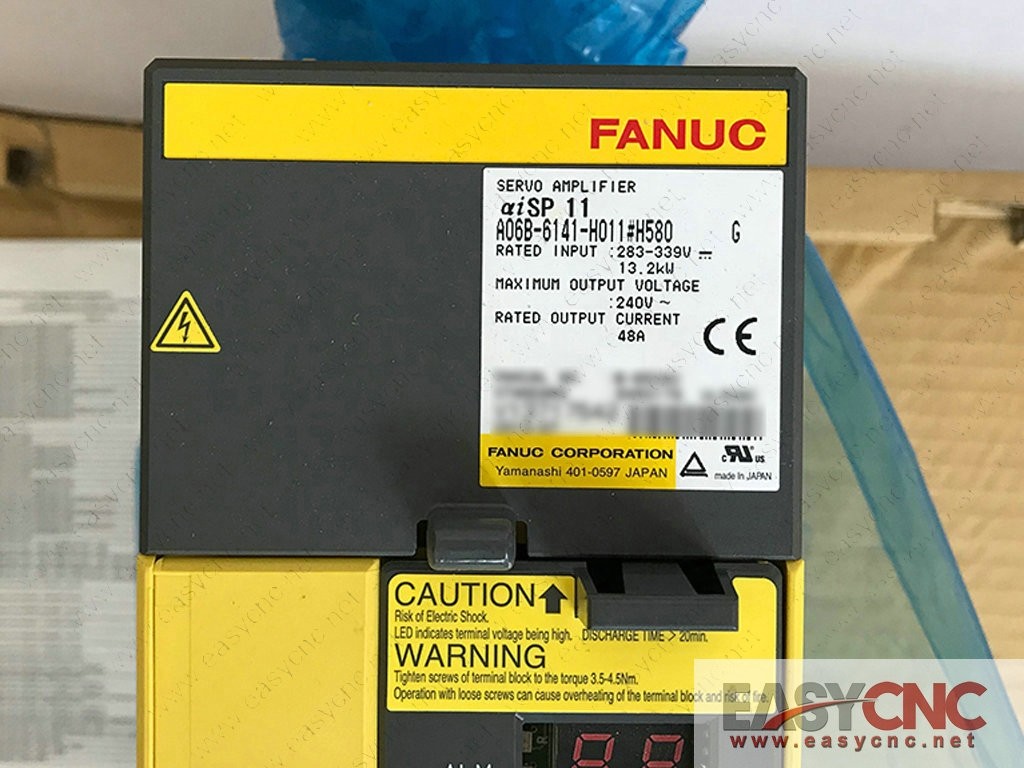 FANUC
SERVO AMPLIFIER
αiSP 11
A06B-6141-H011#H580 G
RATED INPUT :283-339V ⎓
13.2kW
MAXIMUM OUTPUT VOLTAGE
:240V ~
RATED OUTPUT CURRENT
48A
CE
FANUC CORPORATION
Yamanashi 401-0597 JAPAN
c RU US
made in JAPAN
CAUTION
Risk of Electric Shock.
LED indicates terminal voltage being high. DISCHARGE TIME > 20min.
WARNING
Tighten screws of terminal block to the torque 3.5-4.5Nm.
Operation with loose screws can cause overheating of the terminal block and risk of fire.
EASYCNC
www.easycnc.net